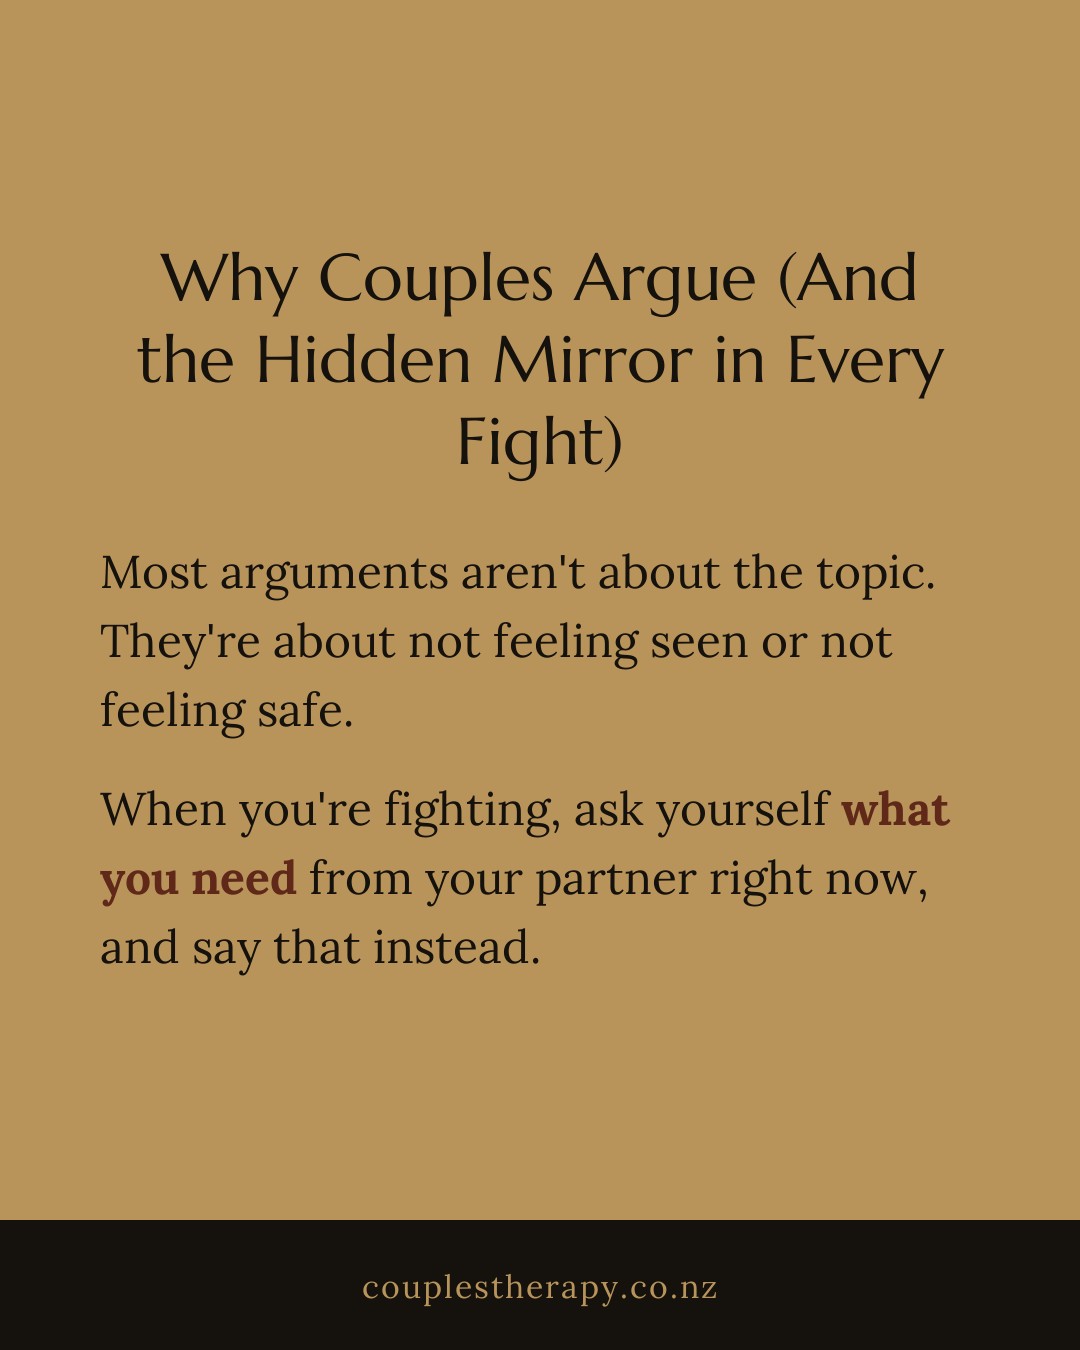 Why Couples Argue (And
the Hidden Mirror in Every
Fight)
Most arguments aren't about the topic.
They're about not feeling seen or not
feeling safe.
When you're fighting, ask yourself what
you need from your partner right now,
and say that instead.
couplestherapy.co.nz